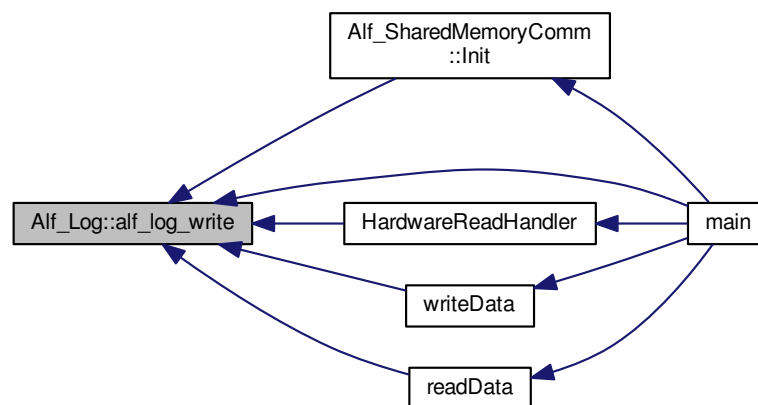 Alf_SharedMemoryComm
::Init
Alf_Log::alf_log_write
HardwareReadHandler
main
writeData
readData